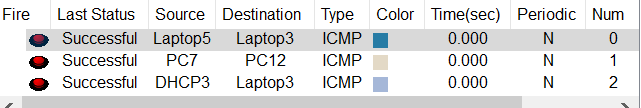 Fire Last Status Source Destination Type Color Time(sec) Periodic Num
Successful Laptop5 Laptop3 ICMP 0.000 N 0
Successful PC7 PC12 ICMP 0.000 N 1
Successful DHCP3 Laptop3 ICMP 0.000 N 2